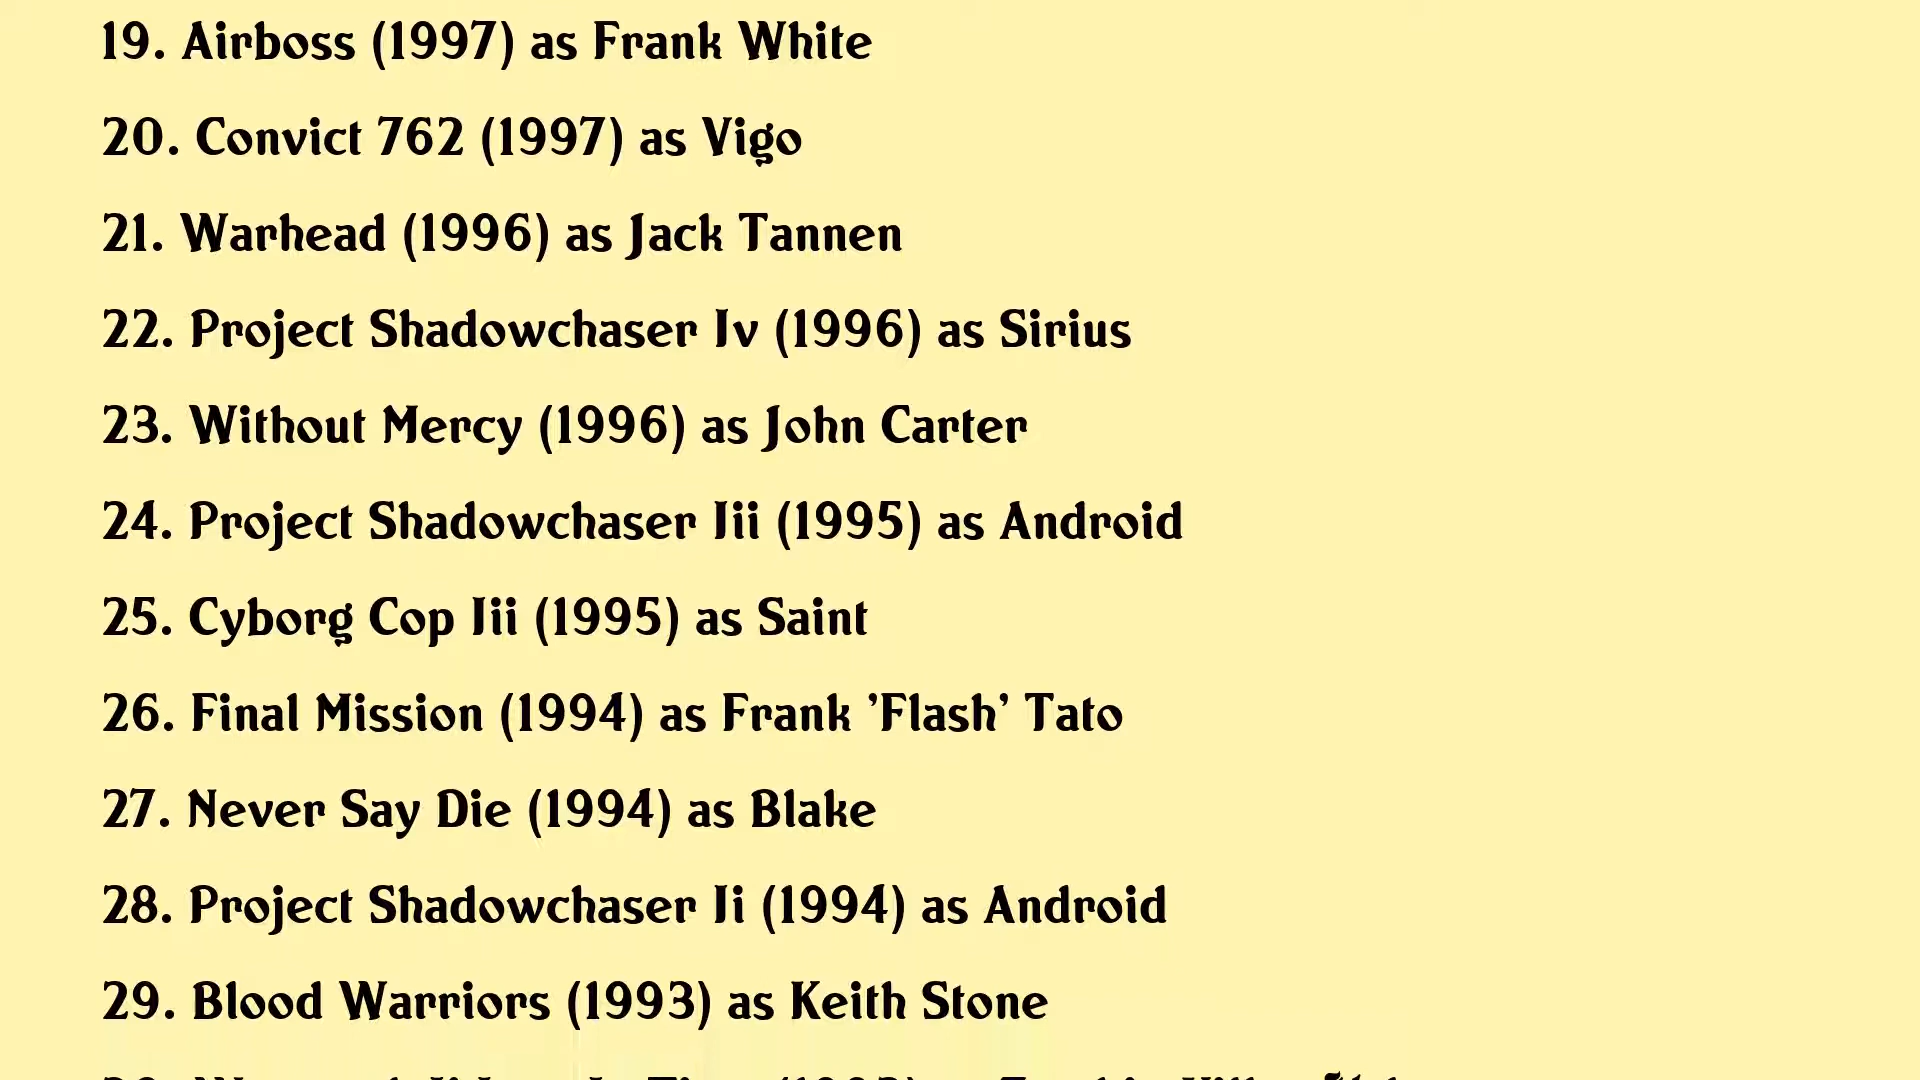 19. Airboss (1997) as Frank White
20. Convict 762 (1997) as Vigo
21. Warhead (1996) as Jack Tannen
22. Project Shadowchaser Iv (1996) as Sirius
23. Without Mercy (1996) as John Carter
24. Project Shadowchaser Iii (1995) as Android
25. Cyborg Cop Iii (1995) as Saint
26. Final Mission (1994) as Frank 'Flash' Tato
27. Never Say Die (1994) as Blake
28. Project Shadowchaser Ii (1994) as Android
29. Blood Warriors (1993) as Keith Stone